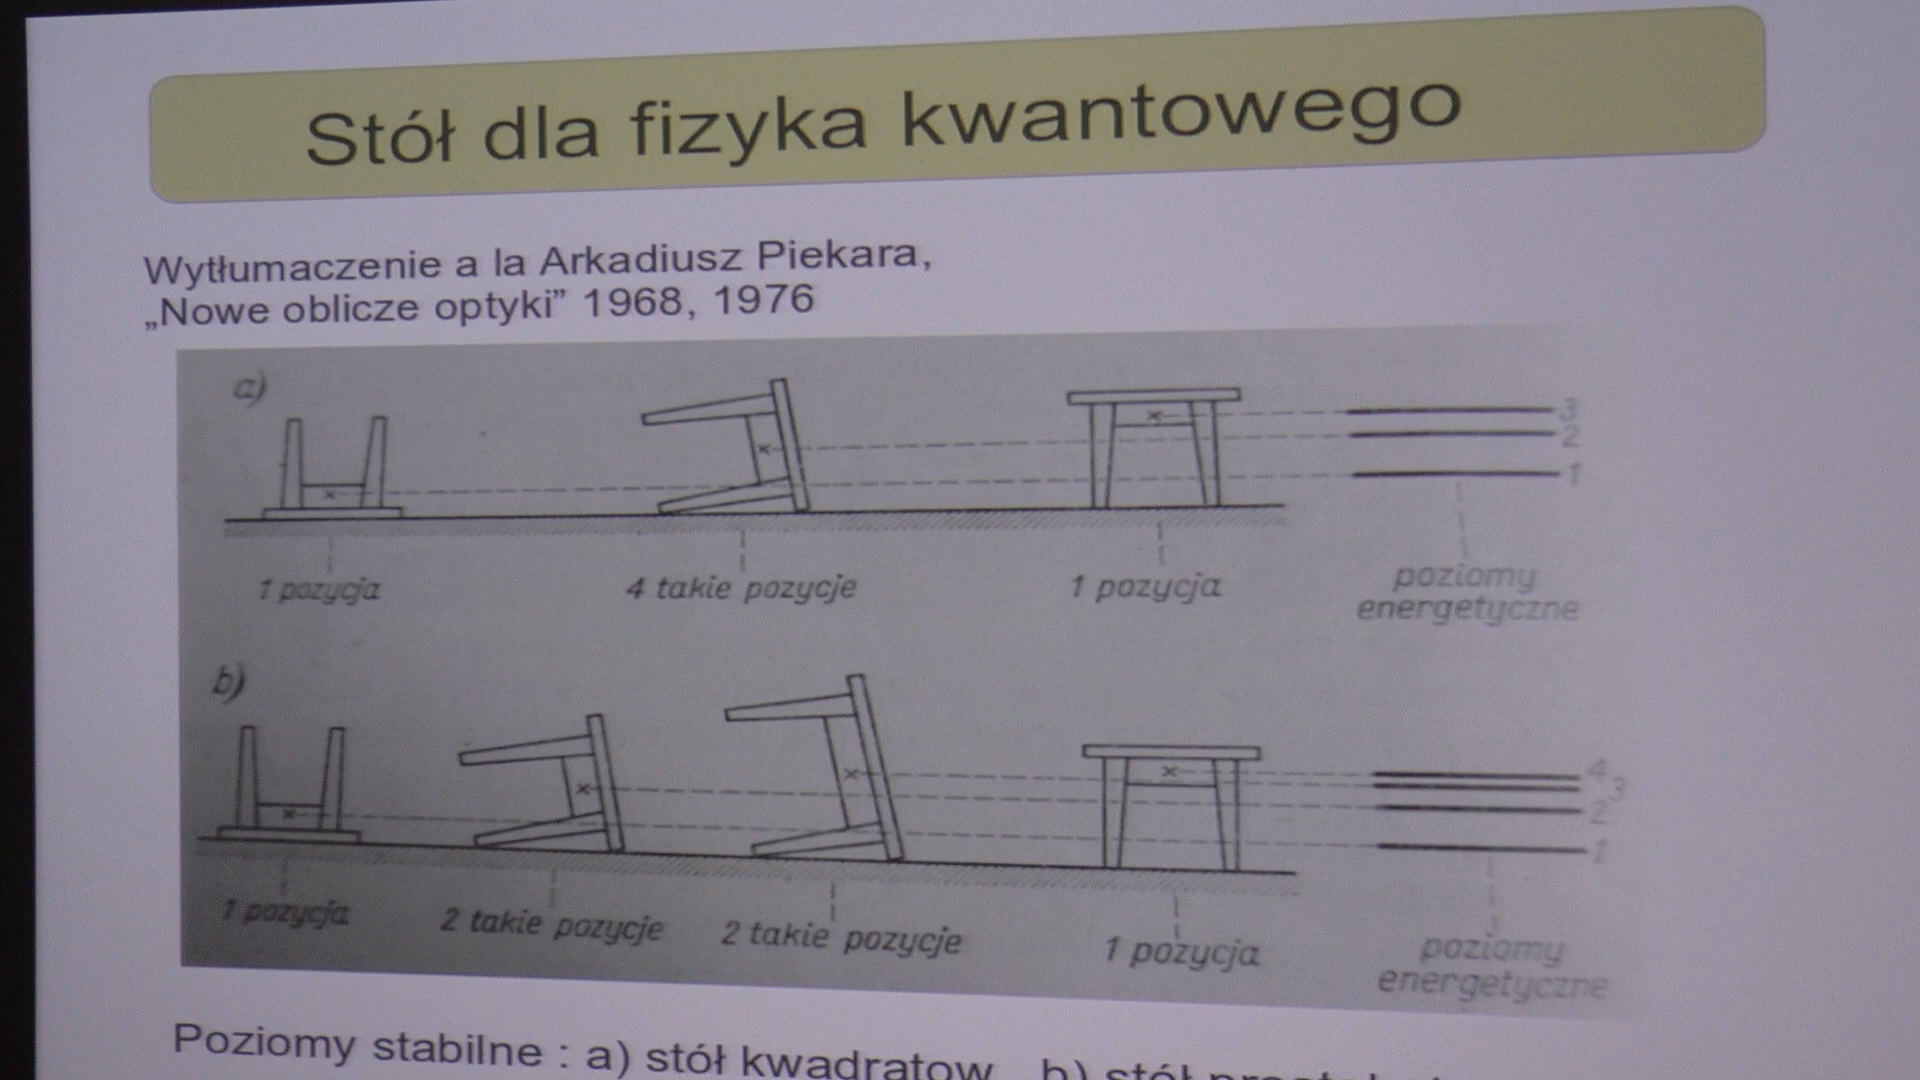 Stół dla fizyka kwantowego
Wytłumaczenie a la Arkadiusz Piekara,
„Nowe oblicze optyki” 1968, 1976
a)
3
2
1
1 pozycja
4 takie pozycje
1 pozycja
poziomy
energetyczne
b)
4
3
2
1
1 pozycja
2 takie pozycje
2 takie pozycje
1 pozycja
poziomy
energetyczne
Poziomy stabilne : a) stół kwadratow b) stół